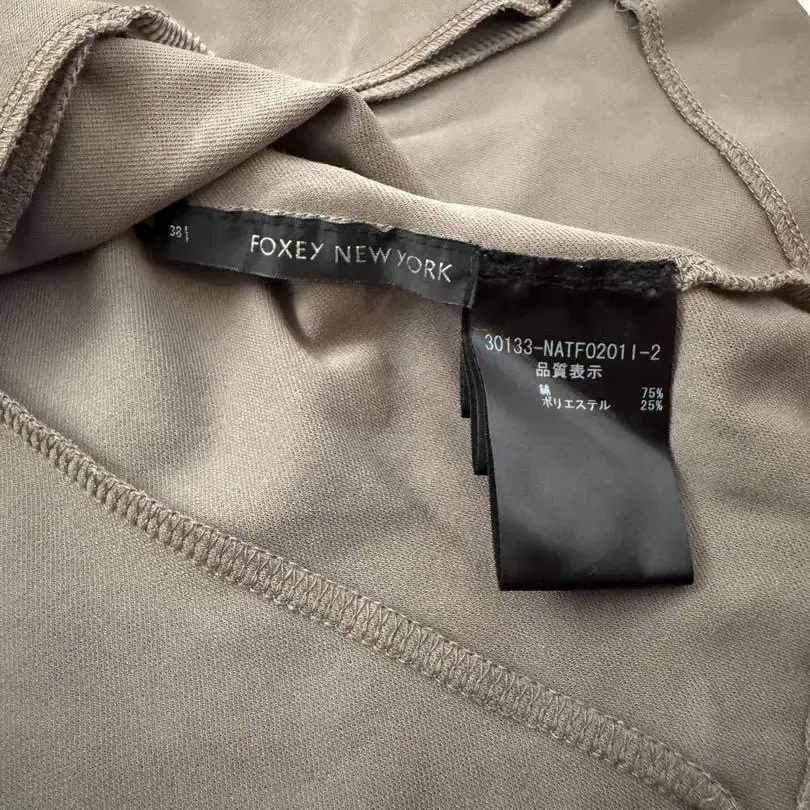 38
FOXEY NEW YORK
30133-NATF0201I-2
品質表示
綿 75%
ポリエステル 25%